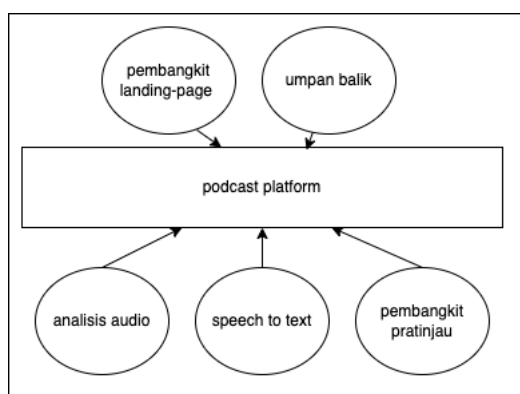 pembangkit
landing-page
umpan balik
podcast platform
analisis audio
speech to text
pembangkit
pratinjau